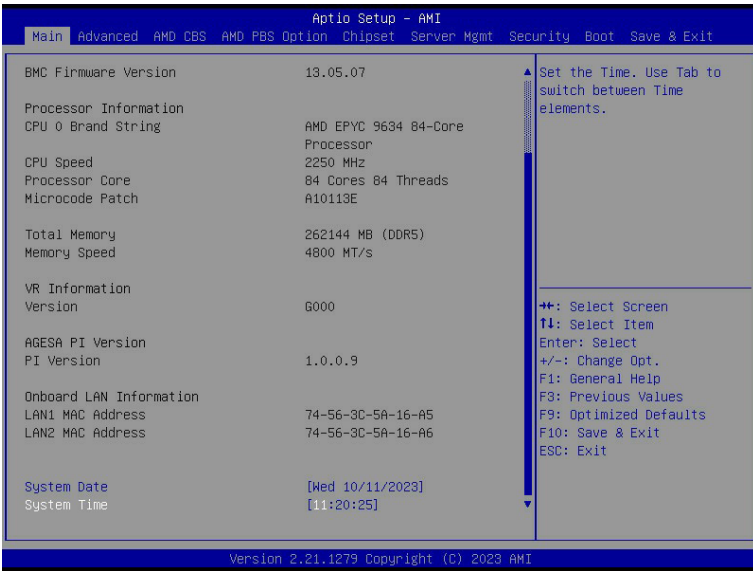 Aptio Setup - AMI
Main Advanced AMD CBS AMD PBS Option Chipset Server Mgmt Security Boot Save & Exit
BMC Firmware Version 13.05.07
Processor Information
CPU 0 Brand String AMD EPYC 9634 84-Core
Processor
CPU Speed 2250 MHz
Processor Core 84 Cores 84 Threads
Microcode Patch A10113E
Total Memory 262144 MB (DDR5)
Memory Speed 4800 MT/s
VR Information
Version G000
AGESA PI Version
PI Version 1.0.0.9
Onboard LAN Information
LAN1 MAC Address 74-56-3C-5A-16-A5
LAN2 MAC Address 74-56-3C-5A-16-A6
System Date [Wed 10/11/2023]
System Time [11:20:25]
Set the Time. Use Tab to
switch between Time
elements.
→←: Select Screen
↑↓: Select Item
Enter: Select
+/-: Change Opt.
F1: General Help
F3: Previous Values
F9: Optimized Defaults
F10: Save & Exit
ESC: Exit
Version 2.21.1279 Copyright (C) 2023 AMI